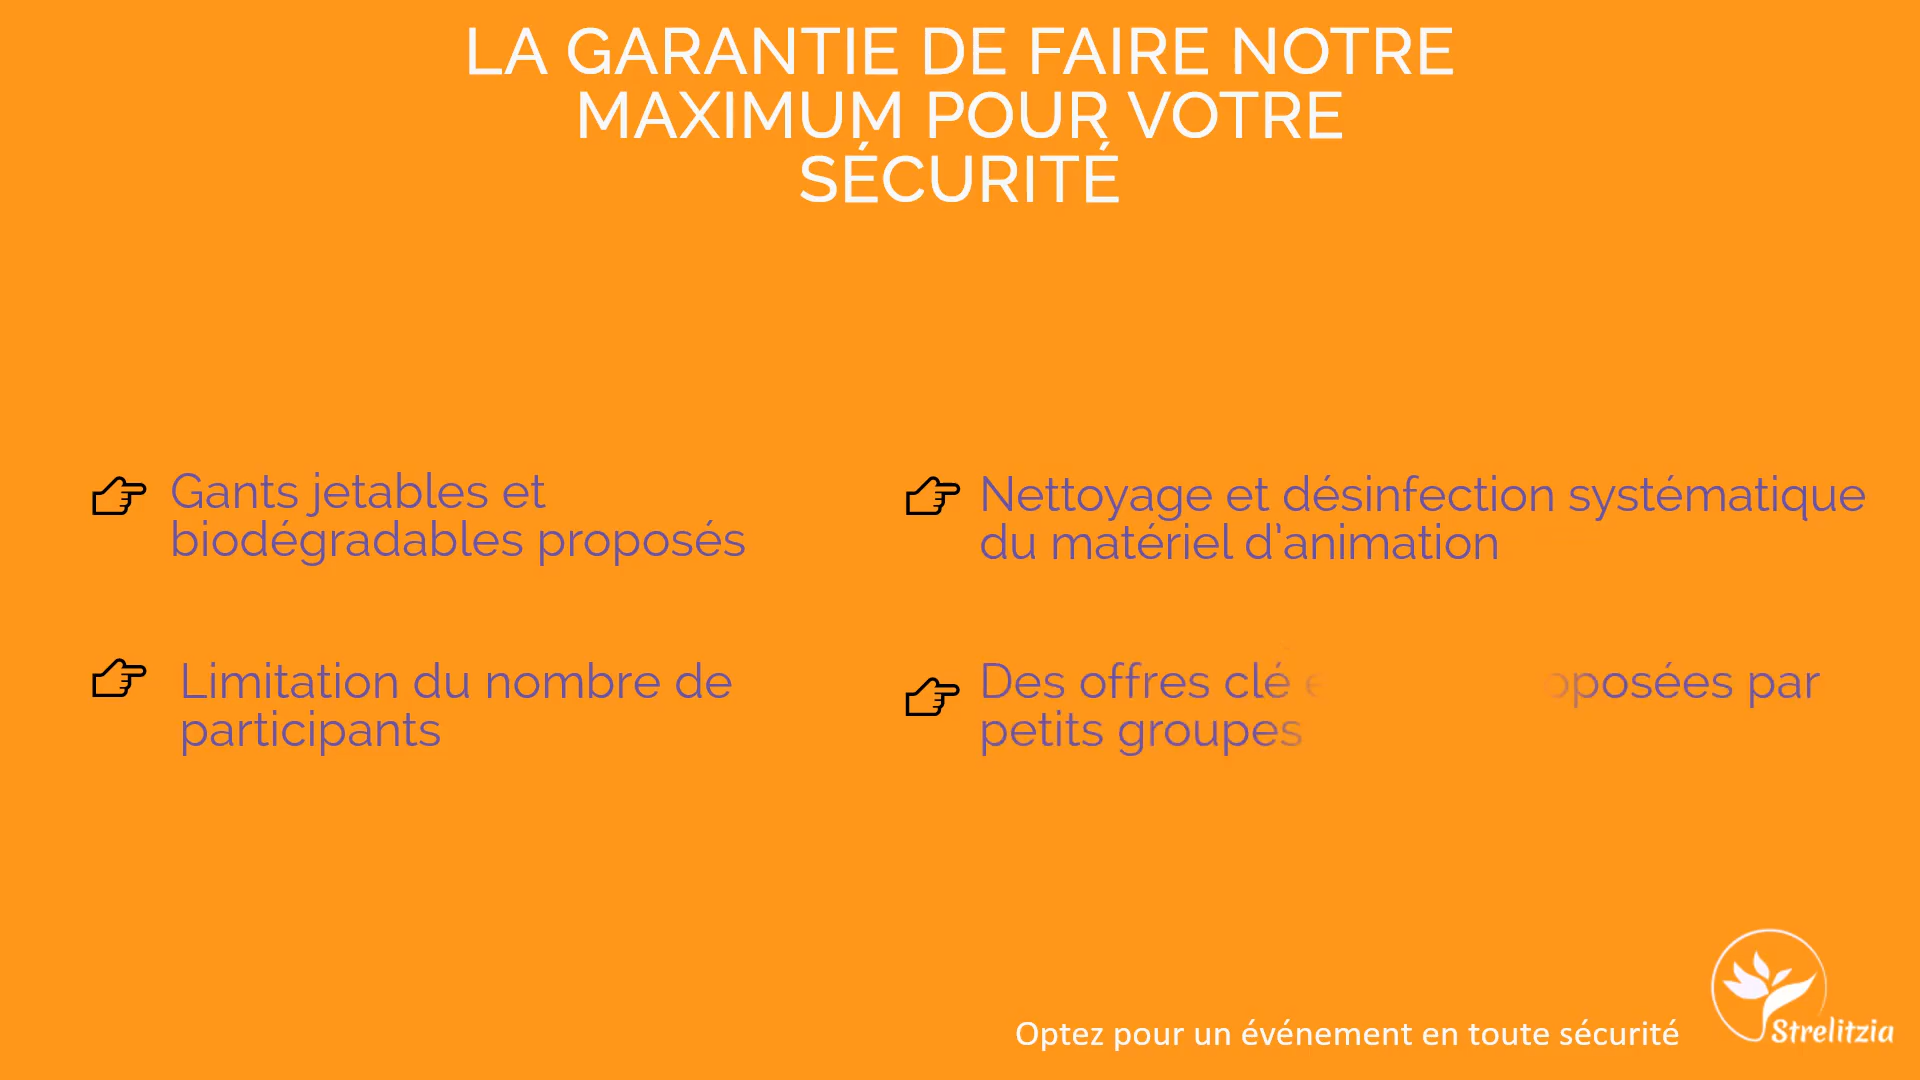 LA GARANTIE DE FAIRE NOTRE
MAXIMUM POUR VOTRE
SÉCURITÉ
Gants jetables et
biodégradables proposés
Nettoyage et désinfection systématique
du matériel d'animation
Limitation du nombre de
participants
Des offres clé par
petits groupes
Optez pour un événement en toute sécurité
Strelitzia